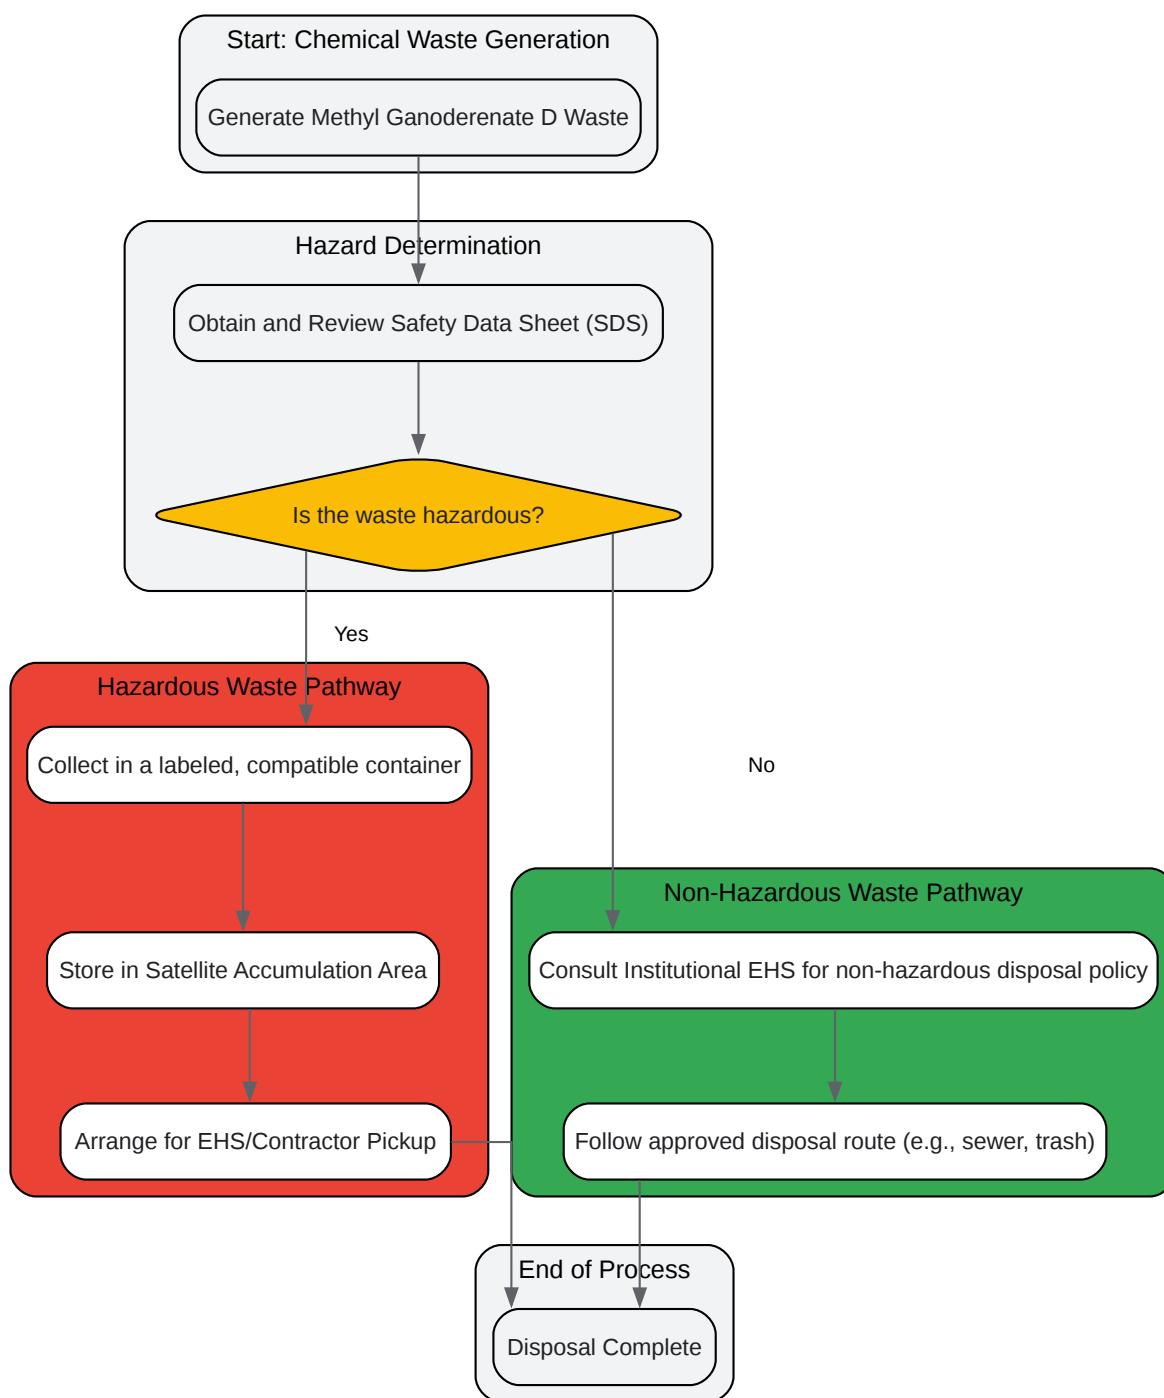 Start: Chemical Waste Generation
Generate Methyl Ganoderenate D Waste
Hazard Determination
Obtain and Review Safety Data Sheet (SDS)
Is the waste hazardous?
Yes
Hazardous Waste Pathway
Collect in a labeled, compatible container
No
Non-Hazardous Waste Pathway
Store in Satellite Accumulation Area
Consult Institutional EHS for non-hazardous disposal policy
Arrange for EHS/Contractor Pickup
Follow approved disposal route (e.g., sewer, trash)
End of Process
Disposal Complete